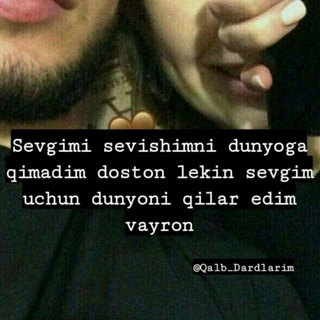 Sevgimi sevishimni dunyoga
qimadim doston lekin sevgim
uchun dunyoni qilar edim
vayron
@Qalb_Dardlarim